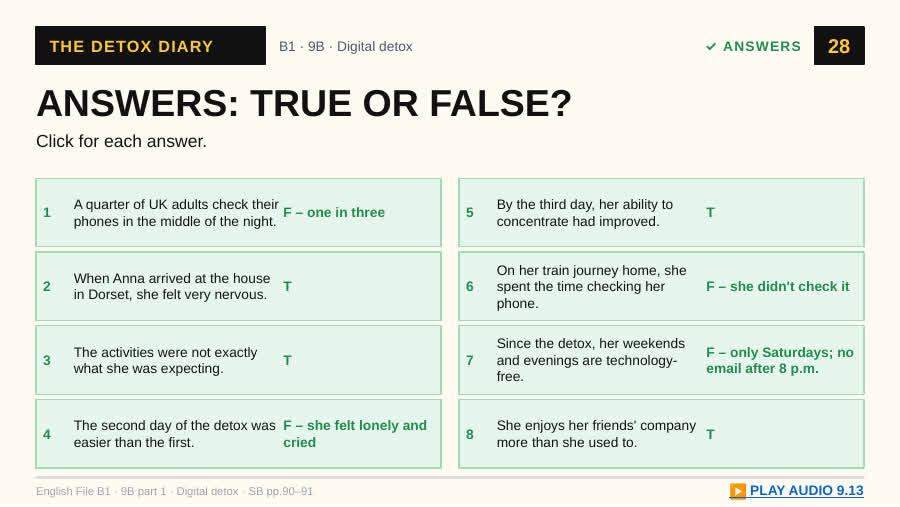 THE DETOX DIARY
B1 · 9B · Digital detox
✓ ANSWERS
28
ANSWERS: TRUE OR FALSE?
Click for each answer.
1
A quarter of UK adults check their
phones in the middle of the night.
F – one in three
2
When Anna arrived at the house
in Dorset, she felt very nervous.
T
3
The activities were not exactly
what she was expecting.
T
4
The second day of the detox was
easier than the first.
F – she felt lonely and
cried
5
By the third day, her ability to
concentrate had improved.
T
6
On her train journey home, she
spent the time checking her
phone.
F – she didn't check it
7
Since the detox, her weekends
and evenings are technology-
free.
F – only Saturdays; no
email after 8 p.m.
8
She enjoys her friends' company
more than she used to.
T
English File B1 · 9B part 1 · Digital detox · SB pp.90–91
▶️ PLAY AUDIO 9.13